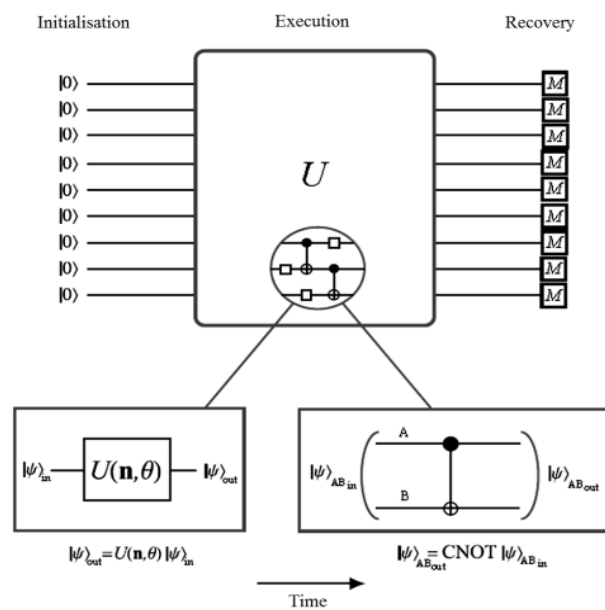 Initialisation Execution Recovery
|0⟩ M
|0⟩ M
|0⟩ M
|0⟩ M
|0⟩ U M
|0⟩ M
|0⟩ M
|0⟩ M
|0⟩ M
|ψ⟩in U(n,θ) |ψ⟩out
|ψ⟩out=U(n,θ)|ψ⟩in
A
|ψ⟩ABin |ψ⟩ABout
B
|ψ⟩ABout=CNOT |ψ⟩ABin
Time